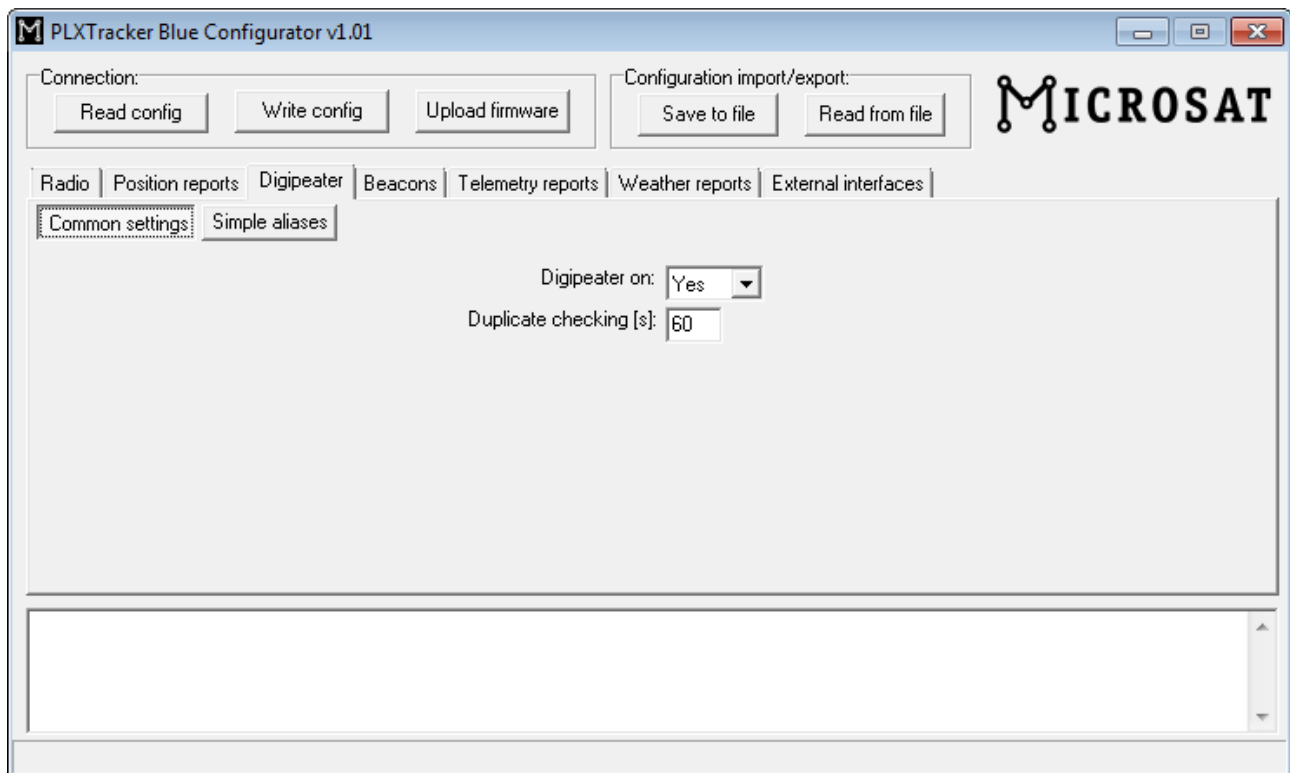 PLXTracker Blue Configurator v1.01
Connection:
Read config Write config Upload firmware
Configuration import/export:
Save to file Read from file
MICROSAT
Radio Position reports Digipeater Beacons Telemetry reports Weather reports External interfaces
Common settings Simple aliases
Digipeater on: Yes
Duplicate checking [s]: 60